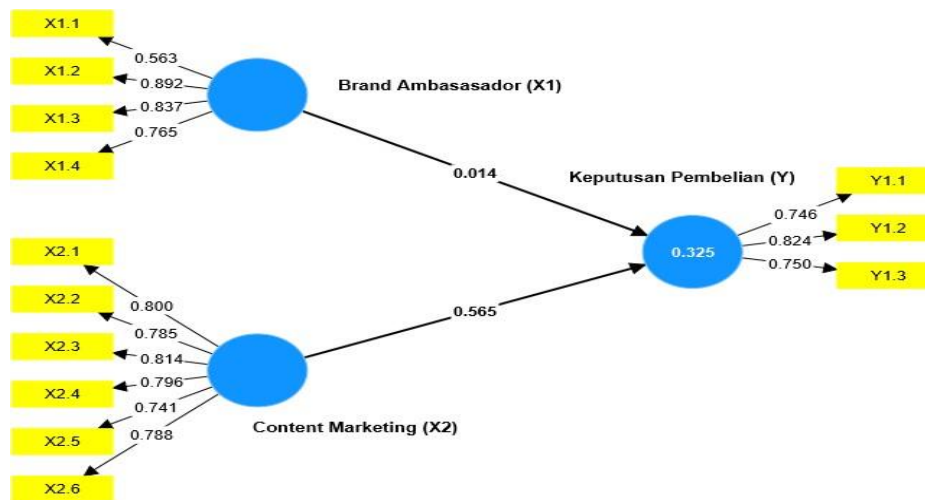 X1.1
0.563
X1.2
0.892
Brand Ambasasador (X1)
X1.3
0.837
0.765
X1.4
0.014
Keputusan Pembelian (Y)
Y1.1
0.746
Y1.2
0.824
0.325
0.750
Y1.3
X2.1
X2.2
0.800
0.785
X2.3
0.814
0.565
X2.4
0.796
0.741
X2.5
0.788
Content Marketing (X2)
X2.6